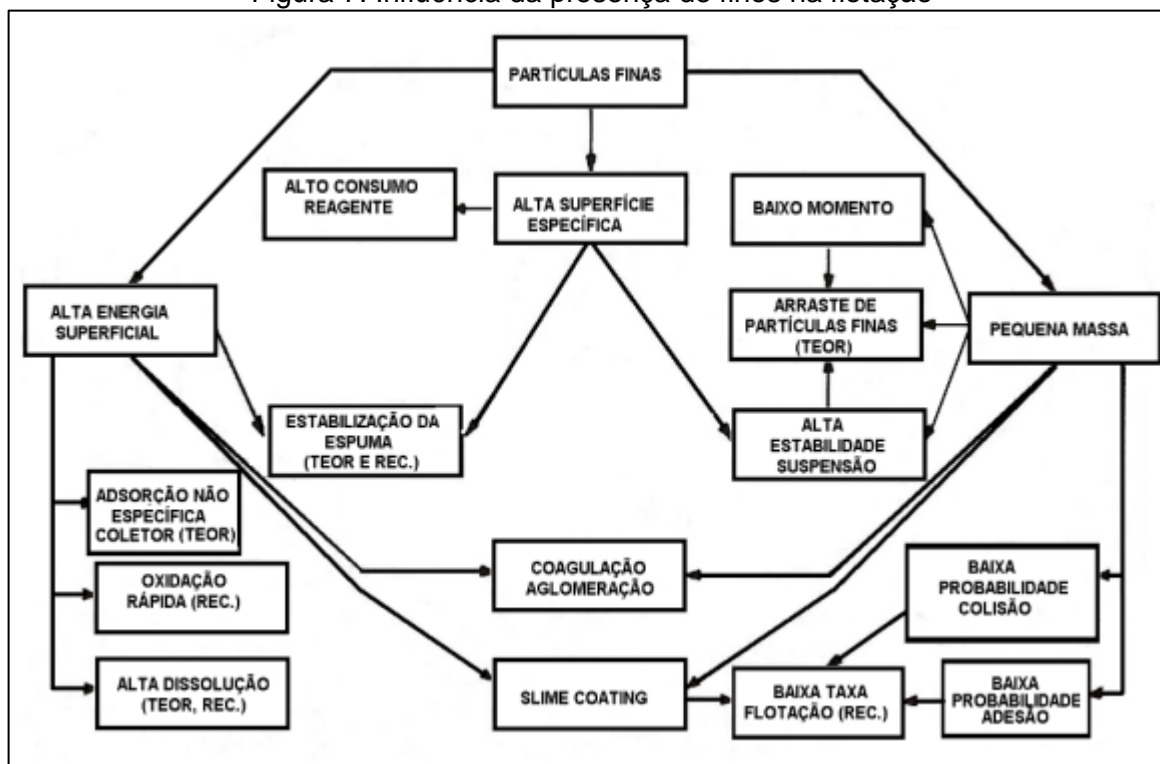 Figura 7: Influência da presença de finos na flotação
PARTÍCULAS FINAS
ALTO CONSUMO
REAGENTE
ALTA SUPERFÍCIE
ESPECÍFICA
BAIXO MOMENTO
ALTA ENERGIA
SUPERFICIAL
ARRASTE DE
PARTÍCULAS FINAS
(TEOR)
PEQUENA MASSA
ESTABILIZAÇÃO DA
ESPUMA
(TEOR E REC.)
ALTA
ESTABILIDADE
SUSPENSÃO
ADSORÇÃO NÃO
ESPECÍFICA
COLETOR (TEOR)
COAGULAÇÃO
AGLOMERAÇÃO
BAIXA
PROBABILIDADE
COLISÃO
OXIDAÇÃO
RÁPIDA (REC.)
ALTA DISSOLUÇÃO
(TEOR, REC.)
SLIME COATING
BAIXA TAXA
FLOTAÇÃO (REC.)
BAIXA
PROBABILIDADE
ADESÃO